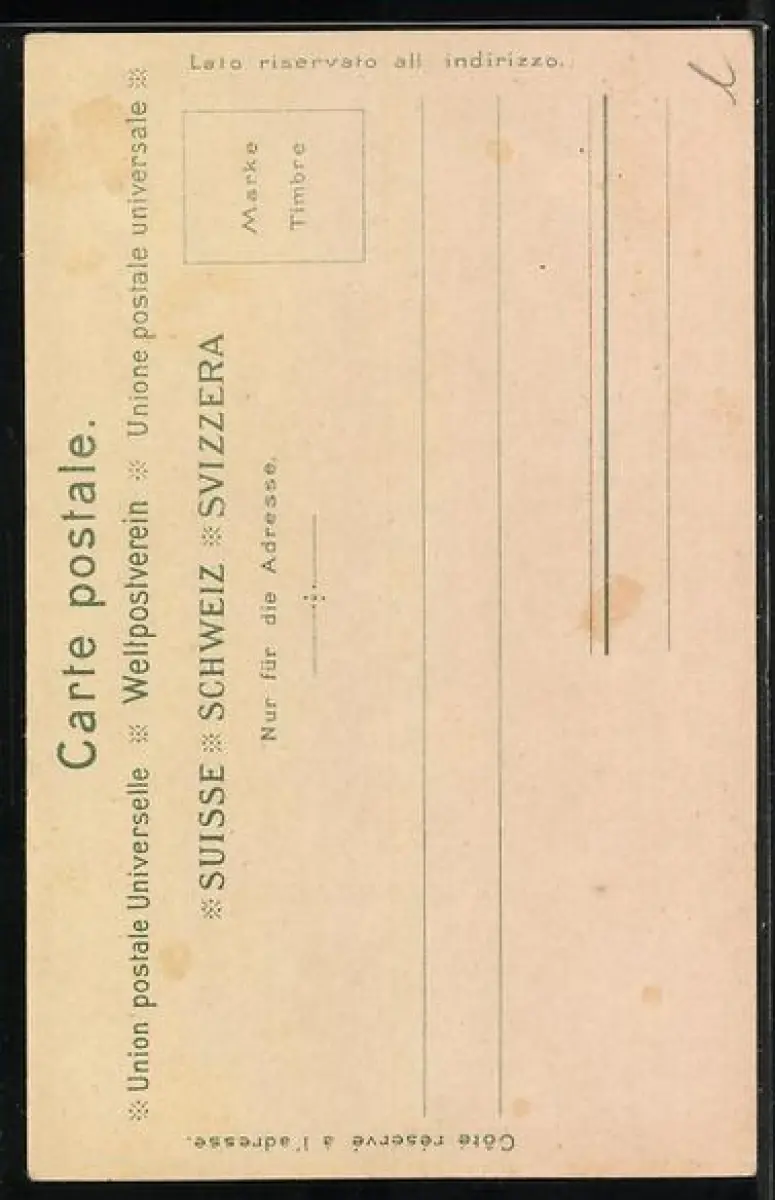 Carte postale.
※ Union postale Universelle ※ Weltpostverein ※ Unione postale universale ※
※ SUISSE ※ SCHWEIZ ※ SVIZZERA
Nur für die Adresse.
Marke
Timbre
Côté réservé à l'adresse.
Lato riservato all indirizzo.